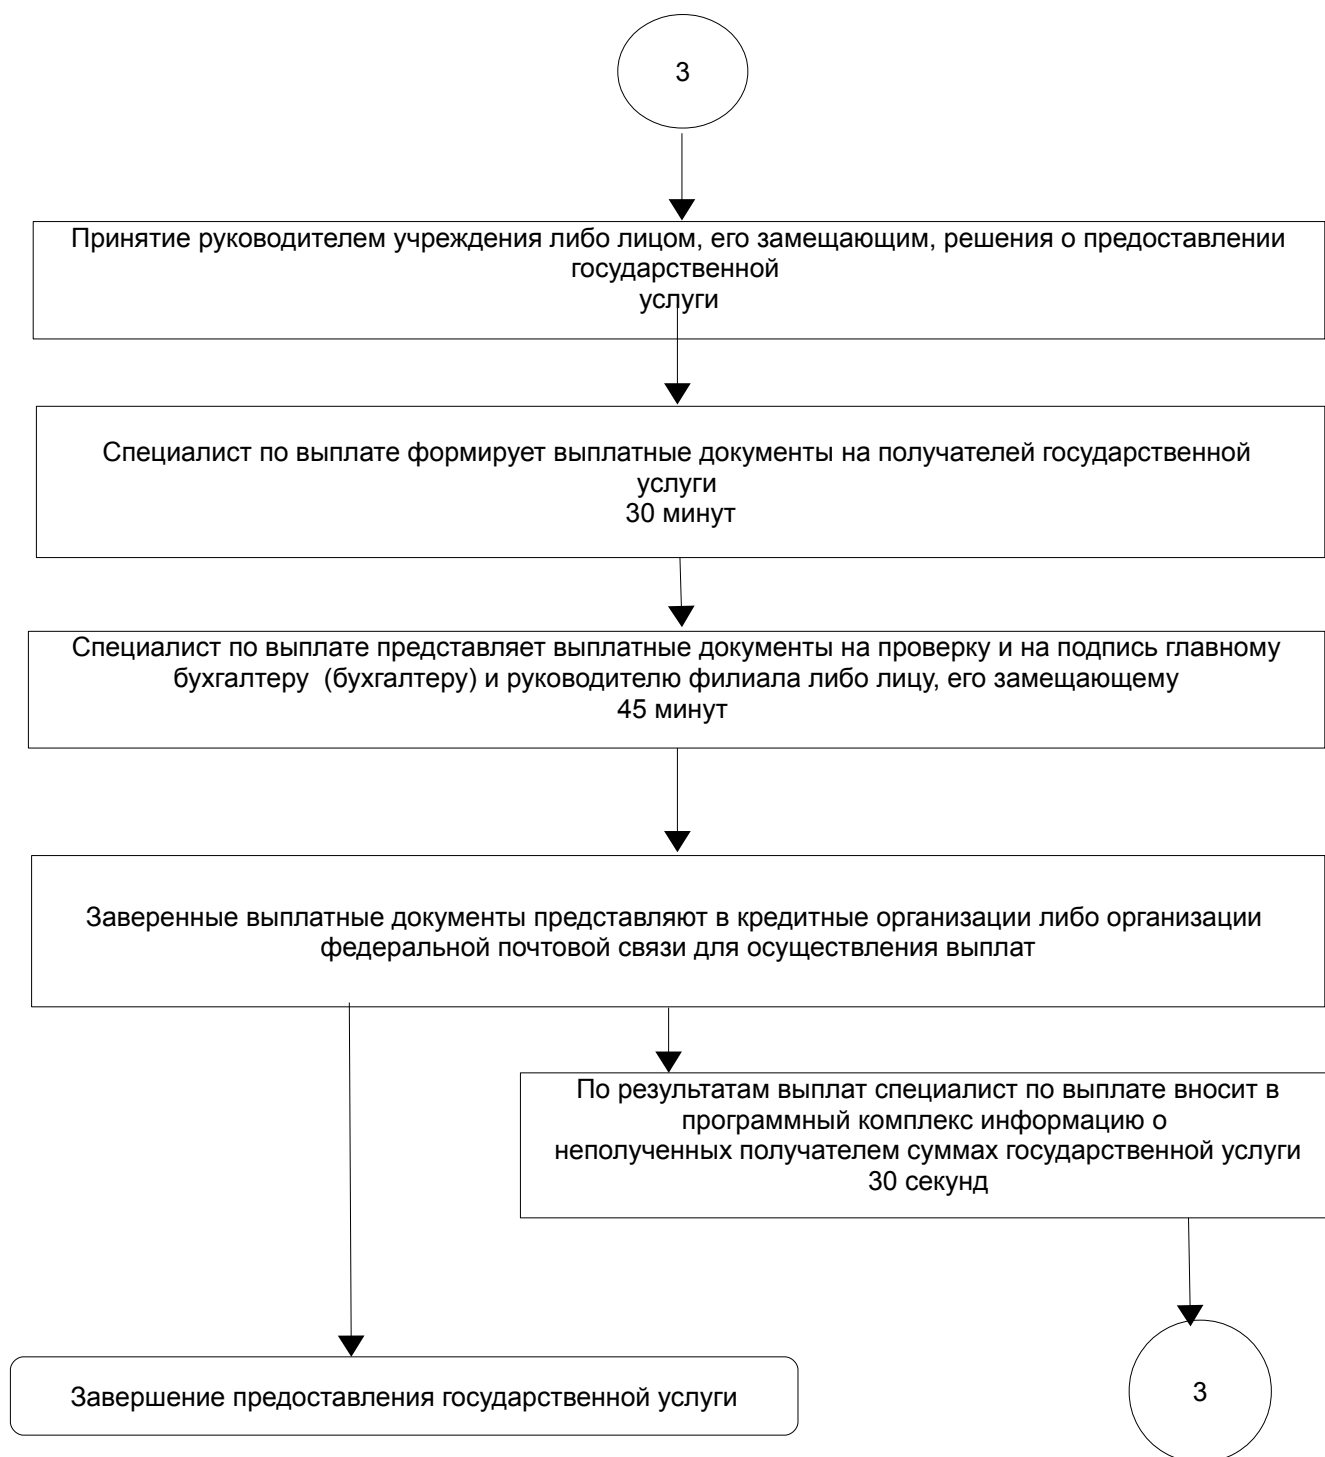 3
Принятие руководителем учреждения либо лицом, его замещающим, решения о предоставлении
государственной
услуги
Специалист по выплате формирует выплатные документы на получателей государственной
услуги
30 минут
Специалист по выплате представляет выплатные документы на проверку и на подпись главному
бухгалтеру  (бухгалтеру) и руководителю филиала либо лицу, его замещающему
45 минут
Заверенные выплатные документы представляют в кредитные организации либо организации
федеральной почтовой связи для осуществления выплат
По результатам выплат специалист по выплате вносит в
программный комплекс информацию о
неполученных получателем суммах государственной услуги
30 секунд
Завершение предоставления государственной услуги
3